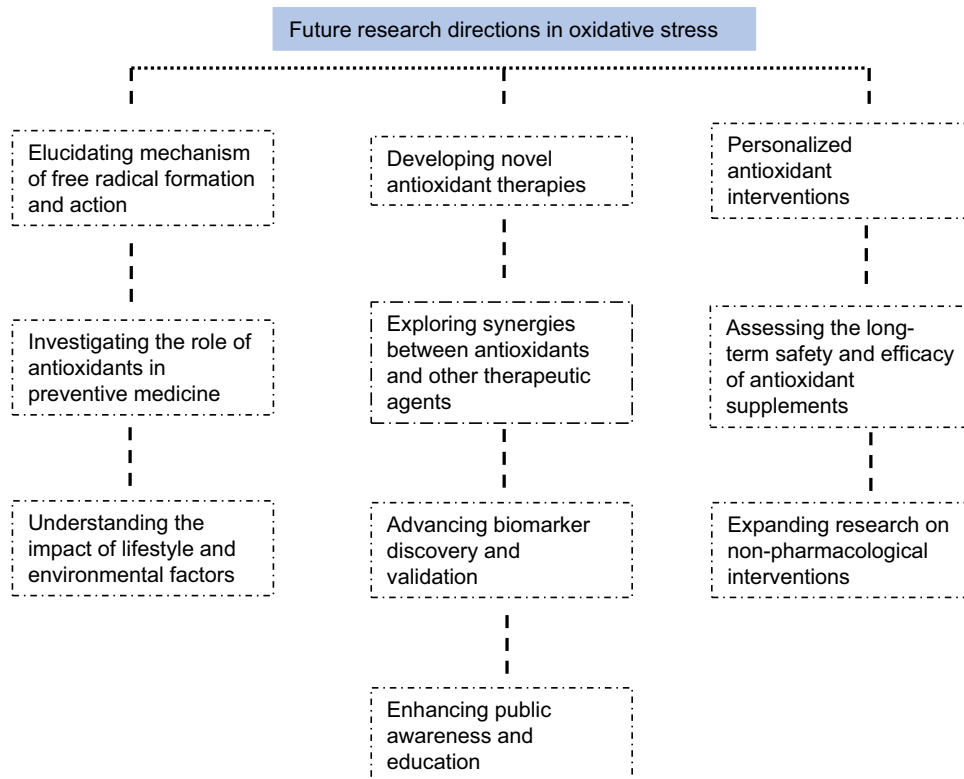 Future research directions in oxidative stress
Elucidating mechanism
of free radical formation
and action
Developing novel
antioxidant therapies
Personalized
antioxidant
interventions
Investigating the role of
antioxidants in
preventive medicine
Exploring synergies
between antioxidants
and other therapeutic
agents
Assessing the long-
term safety and efficacy
of antioxidant
supplements
Understanding the
impact of lifestyle and
environmental factors
Advancing biomarker
discovery and
validation
Expanding research on
non-pharmacological
interventions
Enhancing public
awareness and
education